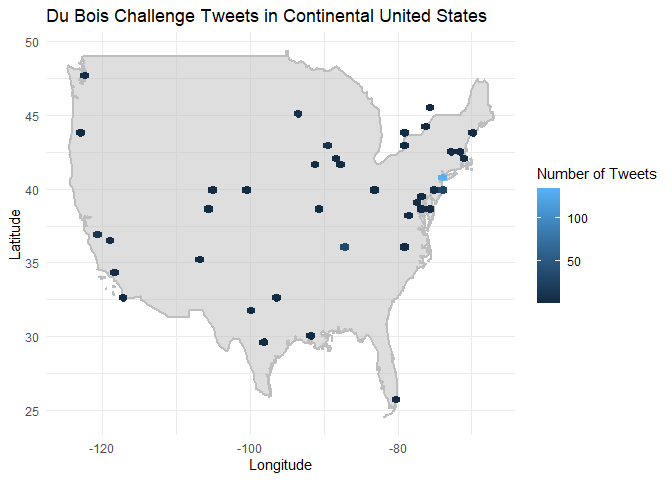 Du Bois Challenge Tweets in Continental United States
50
45
40
35
30
25
Latitude
-120
-100
-80
Longitude
Number of Tweets
100
50